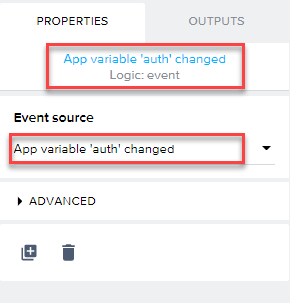 PROPERTIES OUTPUTS
App variable 'auth' changed
Logic: event
Event source
App variable 'auth' changed
ADVANCED